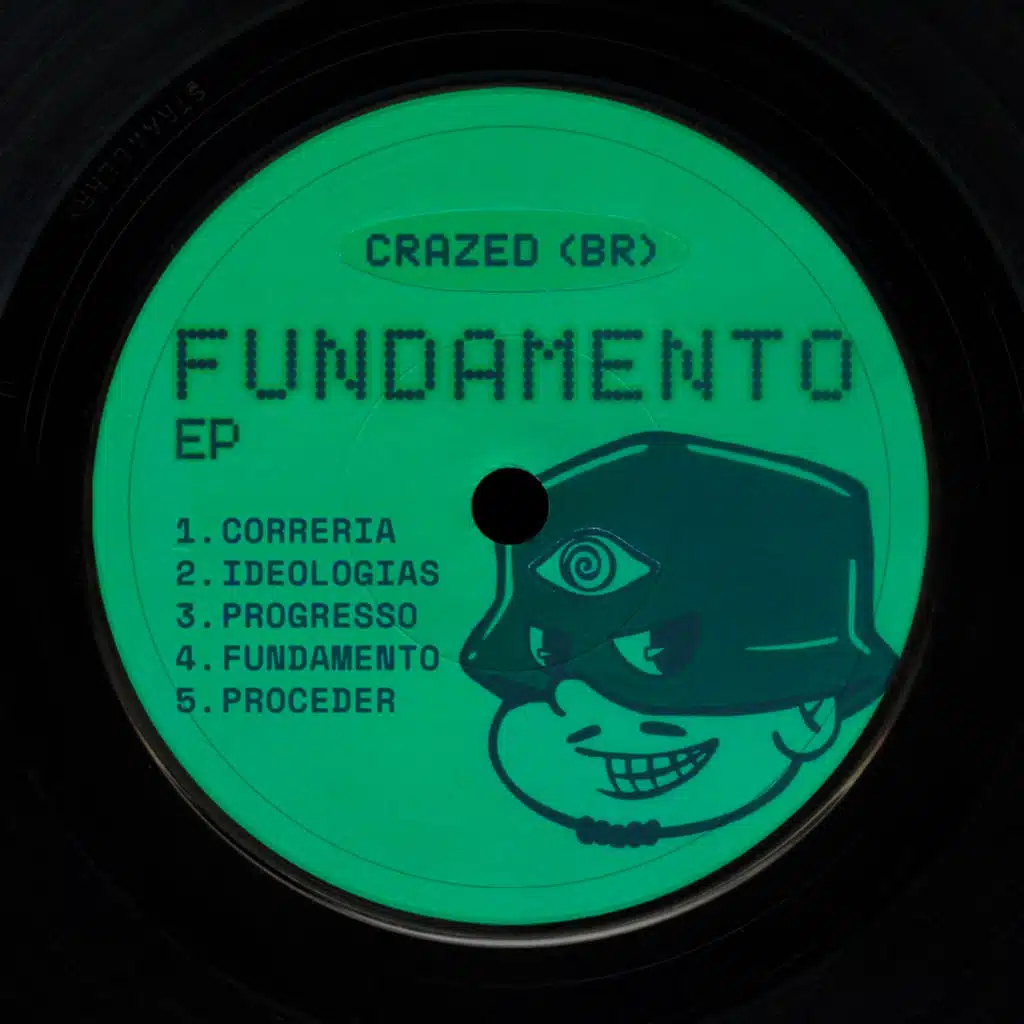 CRAZED (BR)
FUNDAMENTO
EP
1. CORRERIA
2. IDEOLOGIAS
3. PROGRESSO
4. FUNDAMENTO
5. PROCEDER